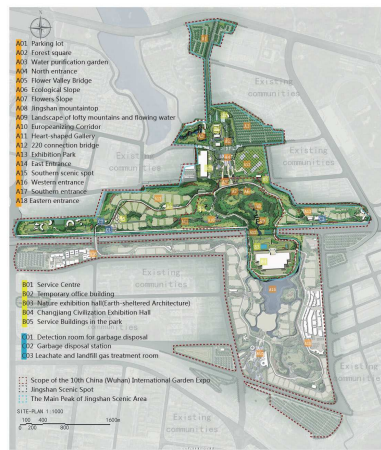 A01 Parking lot
A02 Forest square
A03 Water purification garden
A04 North entrance
A05 Flower Valley Bridge
A06 Ecological Slope
A07 Flowers Slope
A08 Jingshan mountaintop
A09 Landscape of lofty mountains and flowing water
A10 Europeanizing Corridor
A11 Heart-shaped Gallery
A12 220 connection bridge
A13 Exhibition Park
A14 East Entrance
A15 Southern scenic spot
A16 Western entrance
A17 Southern entrance
A18 Eastern entrance
Existing
communities
Existing
communities
Existing
communities
Existing
communities
Existing
communities
Existing
communities
Existing
communities
B01 Service Centre
B02 Temporary office building
B03 Nature exhibition hall(Earth-sheltered Architecture)
B04 Changjiang Civilization Exhibition Hall
B05 Service Buildings in the park
C01 Detection room for garbage disposal
C02 Garbage disposal station
C03 Leachate and landfill gas treatment room
Scope of the 10th China (Wuhan) International Garden Expo
Jingshan Scenic Spot
The Main Peak of Jingshan Scenic Area
SITE-PLAN 1:1000
100 400 1600m
0 200 800